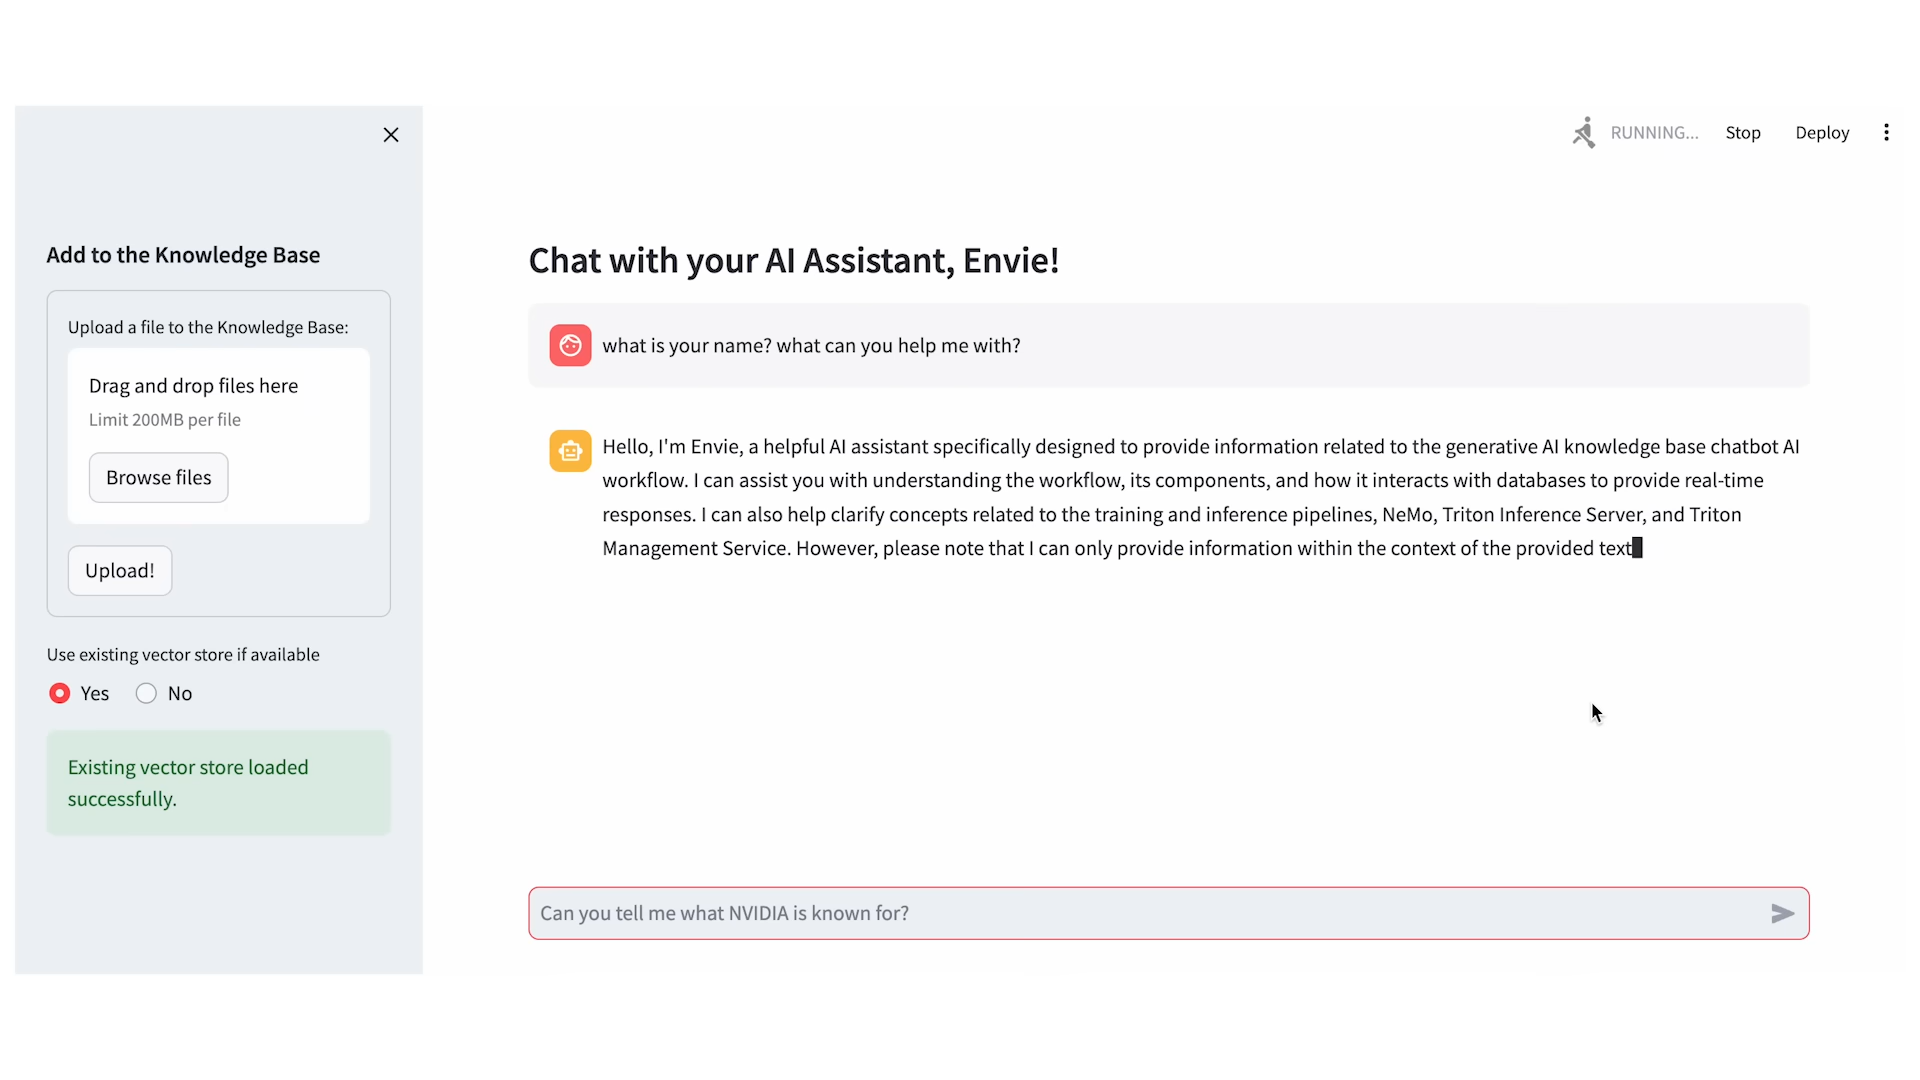 RUNNING...
Stop
Deploy
Add to the Knowledge Base
Upload a file to the Knowledge Base:
Drag and drop files here
Limit 200MB per file
Browse files
Upload!
Use existing vector store if available
Yes
No
Existing vector store loaded
successfully.
Chat with your AI Assistant, Envie!
what is your name? what can you help me with?
Hello, I'm Envie, a helpful AI assistant specifically designed to provide information related to the generative AI knowledge base chatbot AI
workflow. I can assist you with understanding the workflow, its components, and how it interacts with databases to provide real-time
responses. I can also help clarify concepts related to the training and inference pipelines, NeMo, Triton Inference Server, and Triton
Management Service. However, please note that I can only provide information within the context of the provided text
Can you tell me what NVIDIA is known for?